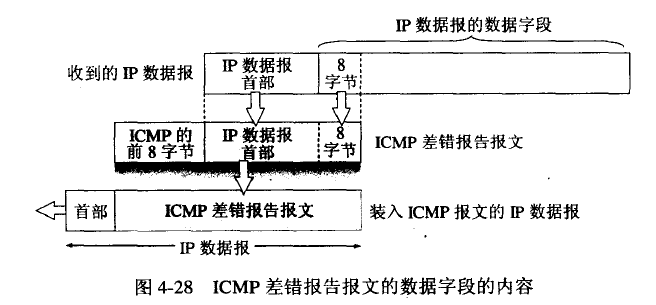 IP 数据报的数据字段
收到的 IP 数据报
IP 数据报
首部
8
字节
ICMP 的
前 8 字节
IP 数据报
首部
8
字节
ICMP 差错报告报文
首部
ICMP 差错报告报文
装入 ICMP 报文的 IP 数据报
IP 数据报
图 4-28 ICMP 差错报告报文的数据字段的内容